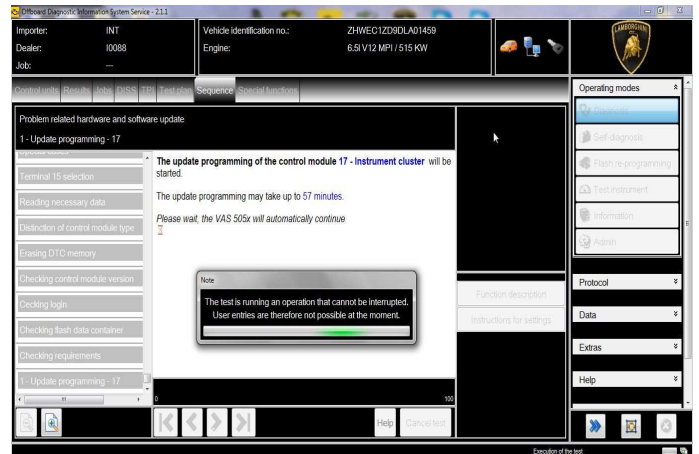 Offboard Diagnostic Information System Service - 2.1.1
Importer: INT
Dealer: I0088
Job: ---
Vehicle identification no.: ZHWEC1ZD9DLA01459
Engine: 6.5l V12 MPI / 515 KW
LAMBORGHINI
Control units Results Jobs DISS TPI Test plan Sequence Special functions
Problem related hardware and software update
1 - Update programming - 17
Terminal 15 selection
Reading necessary data
Distinction of control module type
Erasing DTC memory
Checking control module version
Cecking login
Checking flash data container
Checking requirements
1 - Update programming - 17
The update programming of the control module 17 - Instrument cluster will be
started.
The update programming may take up to 57 minutes.
Please wait, the VAS 505x will automatically continue
Note
The test is running an operation that cannot be interrupted.
User entries are therefore not possible at the moment.
0 100
Function description
Instructions for settings
Help Cancel test
Operating modes
Diagnosis
Self-diagnosis
Flash re-programming
Test instrument
Information
Admin
Protocol
Data
Extras
Help
Execution of the test